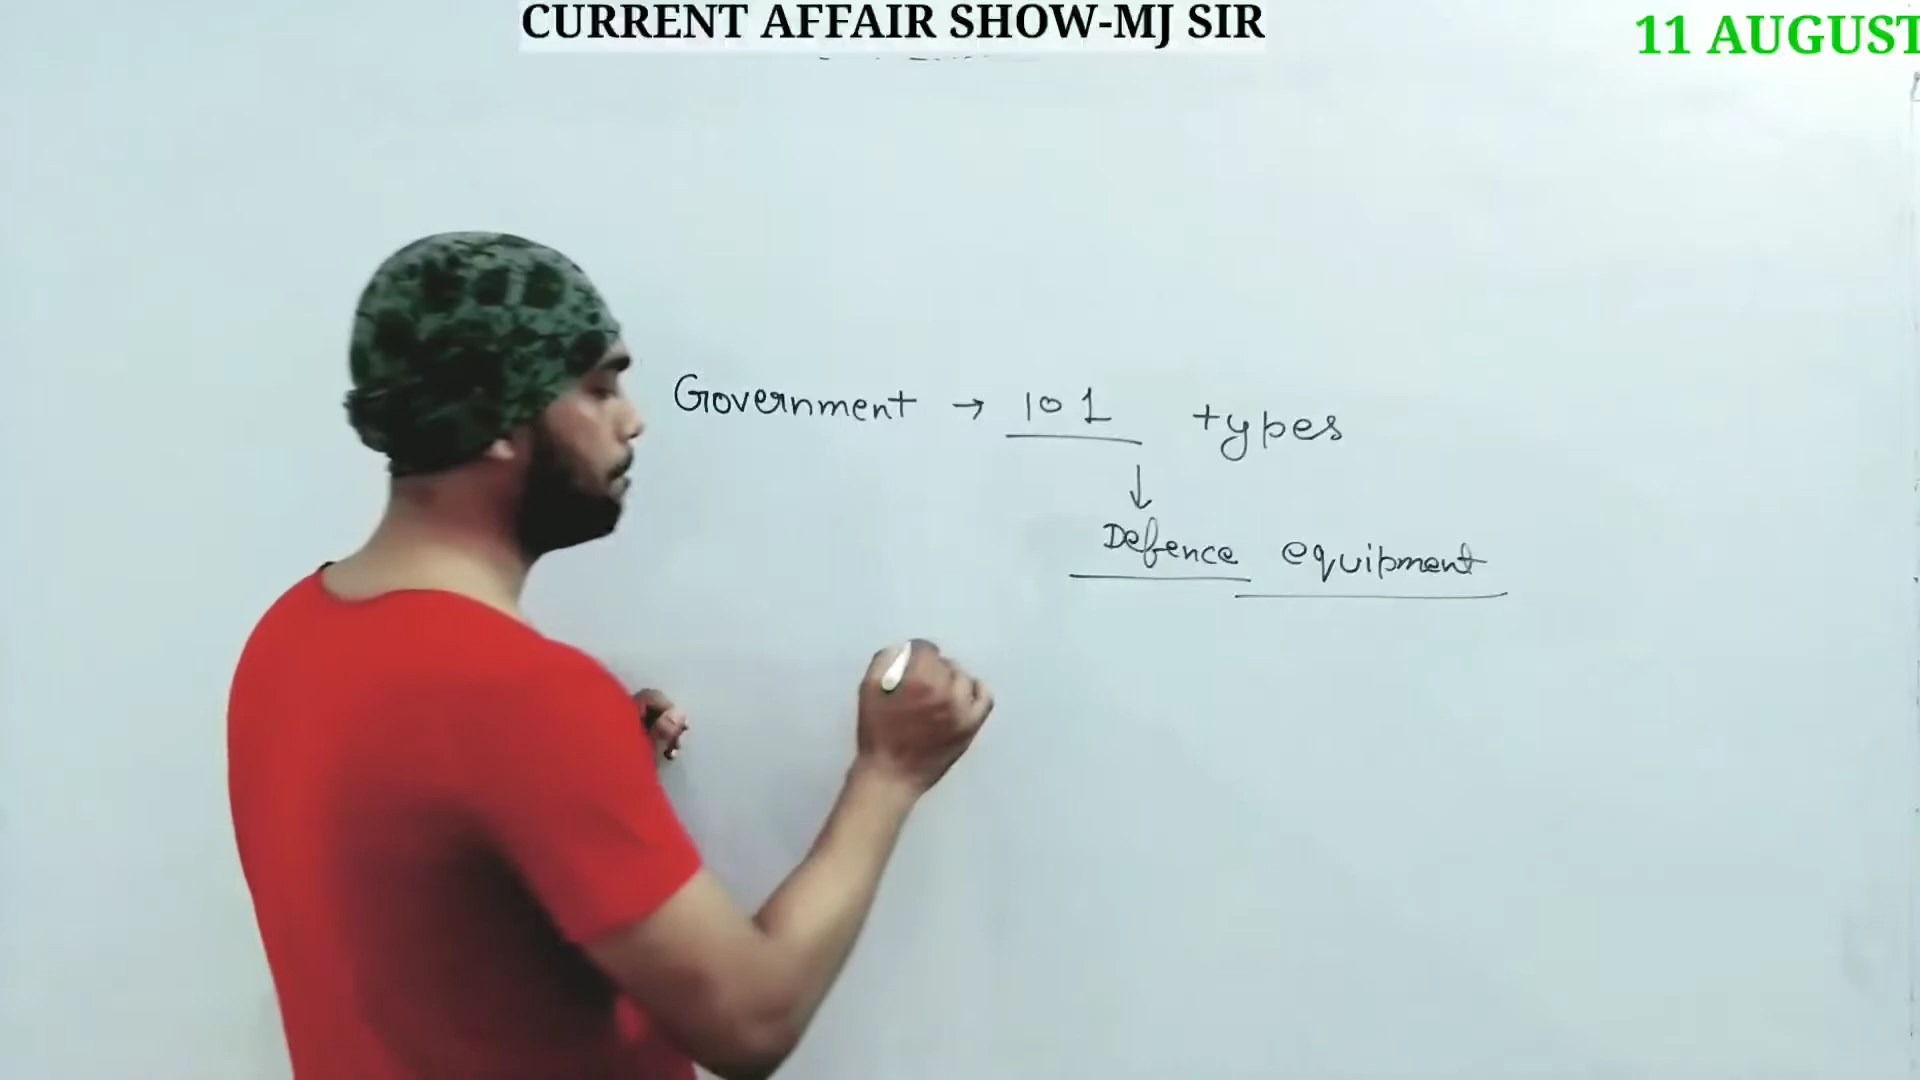 CURRENT AFFAIR SHOW-MJ SIR
11 AUGUST
Government → 101 types
↓
Defence equipment